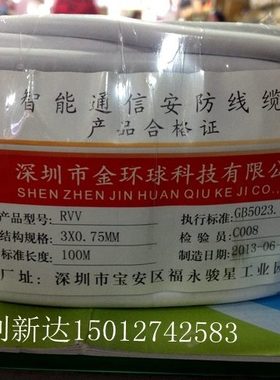 智能通信安防线缆
产品合格证
深圳市金环球科技有限公
SHEN ZHEN JIN HUAN QIU KE JI CO.,
产品型号: RVV 执行标准: GB5023.
结构规格: 3X0.75MM 检验员: C008
标准长度: 100M 制造日期: 2013-06-
厂址: 深圳市宝安区福永骏星工业园
创新达15012742583